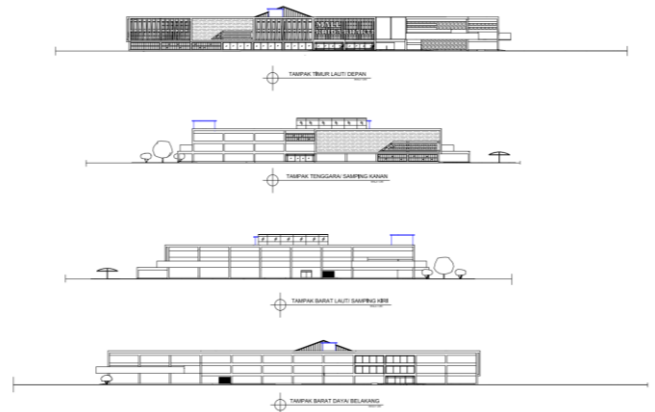 TAMPAK TIMUR LAUT/ DEPAN
TAMPAK TENGGARA/ SAMPING KANAN
TAMPAK BARAT LAUT/ SAMPING KIRI
TAMPAK BARAT DAYA/ BELAKANG